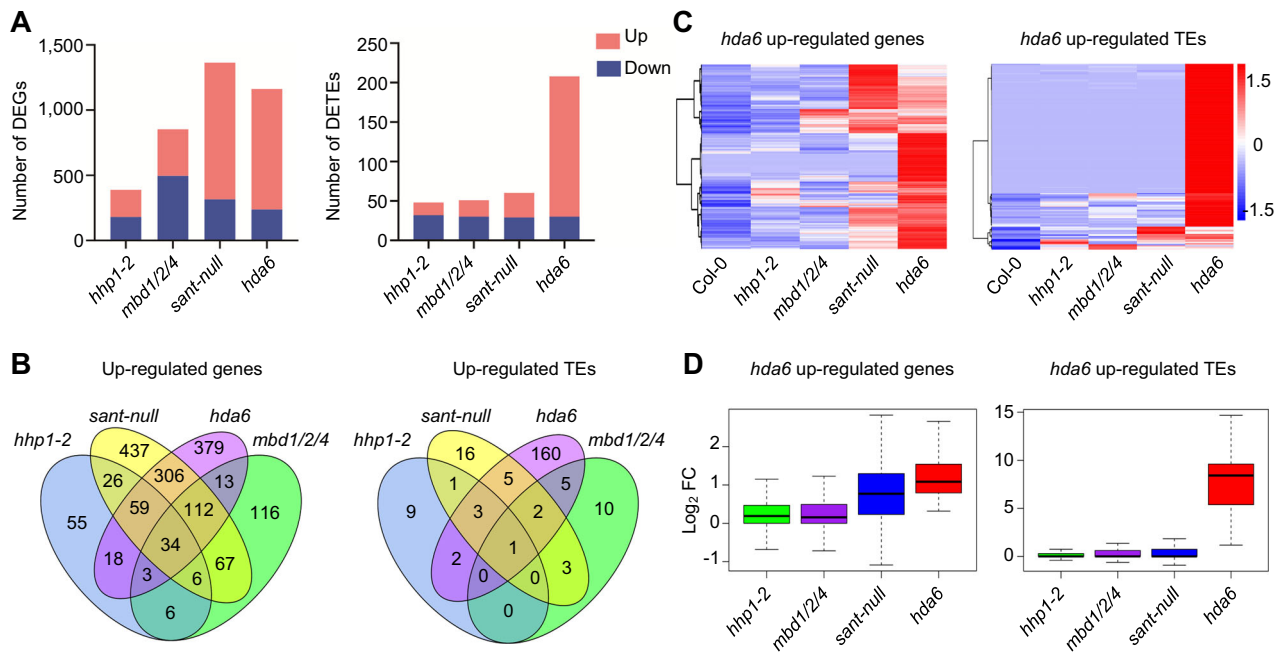 A
Number of DEGs
1,500
1,000
500
0
hhp1-2
mbd1/2/4
sant-null
hda6
Number of DETEs
250
200
150
100
50
0
hhp1-2
mbd1/2/4
sant-null
hda6
Up
Down
B
Up-regulated genes
hhp1-2
sant-null
hda6
mbd1/2/4
437
379
26
306
13
55
59
112
116
18
34
67
3
6
6
Up-regulated TEs
hhp1-2
sant-null
hda6
mbd1/2/4
16
160
1
5
5
9
3
2
10
2
1
3
0
0
0
C
hda6 up-regulated genes
Col-0
hhp1-2
mbd1/2/4
sant-null
hda6
hda6 up-regulated TEs
Col-0
hhp1-2
mbd1/2/4
sant-null
hda6
1.5
0
-1.5
D
hda6 up-regulated genes
Log2 FC
2
1
0
-1
hhp1-2
mbd1/2/4
sant-null
hda6
hda6 up-regulated TEs
15
10
5
0
hhp1-2
mbd1/2/4
sant-null
hda6